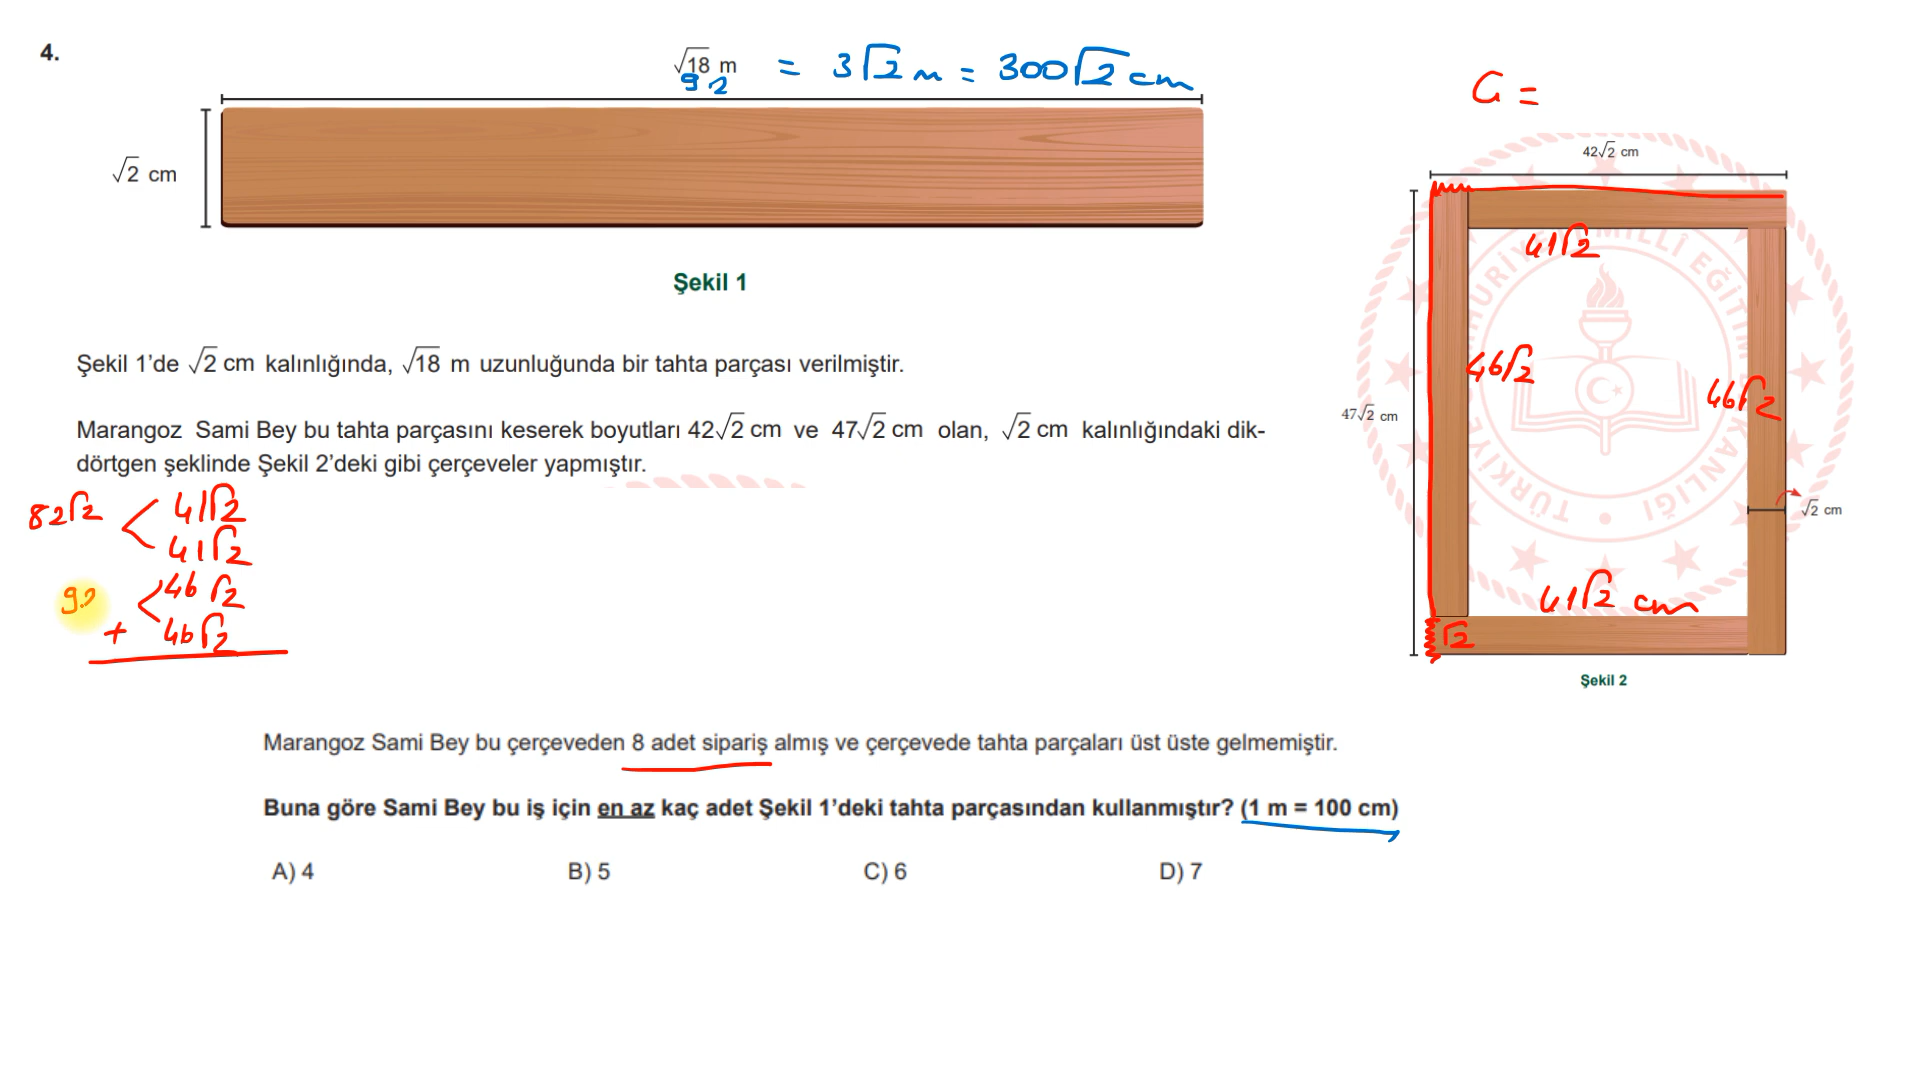 4.
√18 m = 3√2 m = 300√2 cm
9 2
√2 cm
Şekil 1
G =
42√2 cm
41√2
46√2
46√2
47√2 cm
√2 cm
41√2 cm
√2
Şekil 2
Şekil 1'de √2 cm kalınlığında, √18 m uzunluğunda bir tahta parçası verilmiştir.
Marangoz Sami Bey bu tahta parçasını keserek boyutları 42√2 cm ve 47√2 cm olan, √2 cm kalınlığındaki dik-
dörtgen şeklinde Şekil 2'deki gibi çerçeveler yapmıştır.
82√2 < 41√2
41√2
92 < 46√2
+ 46√2
Marangoz Sami Bey bu çerçeveden 8 adet sipariş almış ve çerçevede tahta parçaları üst üste gelmemiştir.
Buna göre Sami Bey bu iş için en az kaç adet Şekil 1'deki tahta parçasından kullanmıştır? (1 m = 100 cm)
A) 4
B) 5
C) 6
D) 7